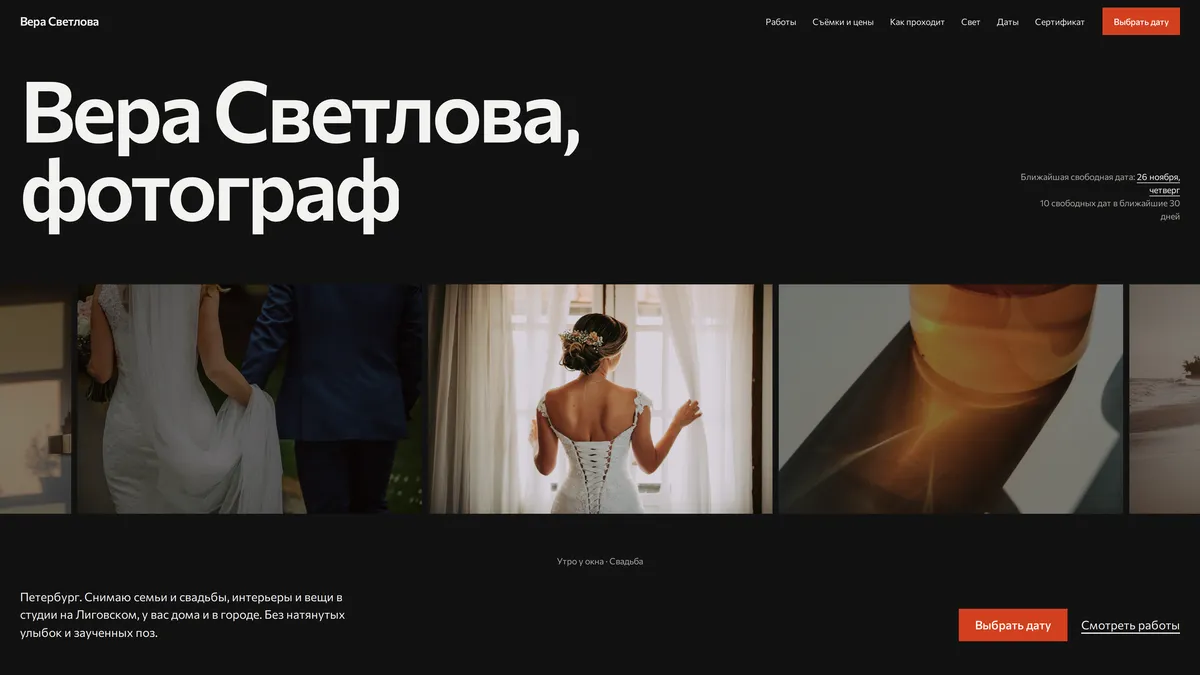 Вера Светлова
Работы
Съёмки и цены
Как проходит
Свет
Даты
Сертификат
Выбрать дату
Вера Светлова,
фотограф
Ближайшая свободная дата: 26 ноября,
четверг
10 свободных дат в ближайшие 30
дней
Утро у окна · Свадьба
Петербург. Снимаю семьи и свадьбы, интерьеры и вещи в
студии на Лиговском, у вас дома и в городе. Без натянутых
улыбок и заученных поз.
Выбрать дату
Смотреть работы